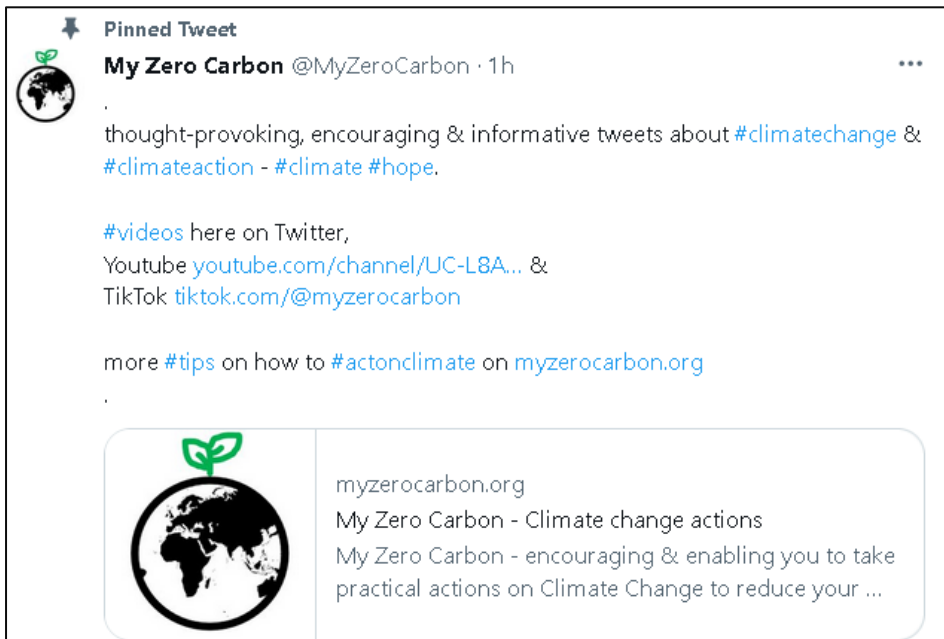 Pinned Tweet
My Zero Carbon @MyZeroCarbon · 1h
.
thought-provoking, encouraging & informative tweets about #climatechange &
#climateaction - #climate #hope.
#videos here on Twitter,
Youtube youtube.com/channel/UC-L8A... &
TikTok tiktok.com/@myzerocarbon
more #tips on how to #actonclimate on myzerocarbon.org
.
myzerocarbon.org
My Zero Carbon - Climate change actions
My Zero Carbon - encouraging & enabling you to take
practical actions on Climate Change to reduce your ...